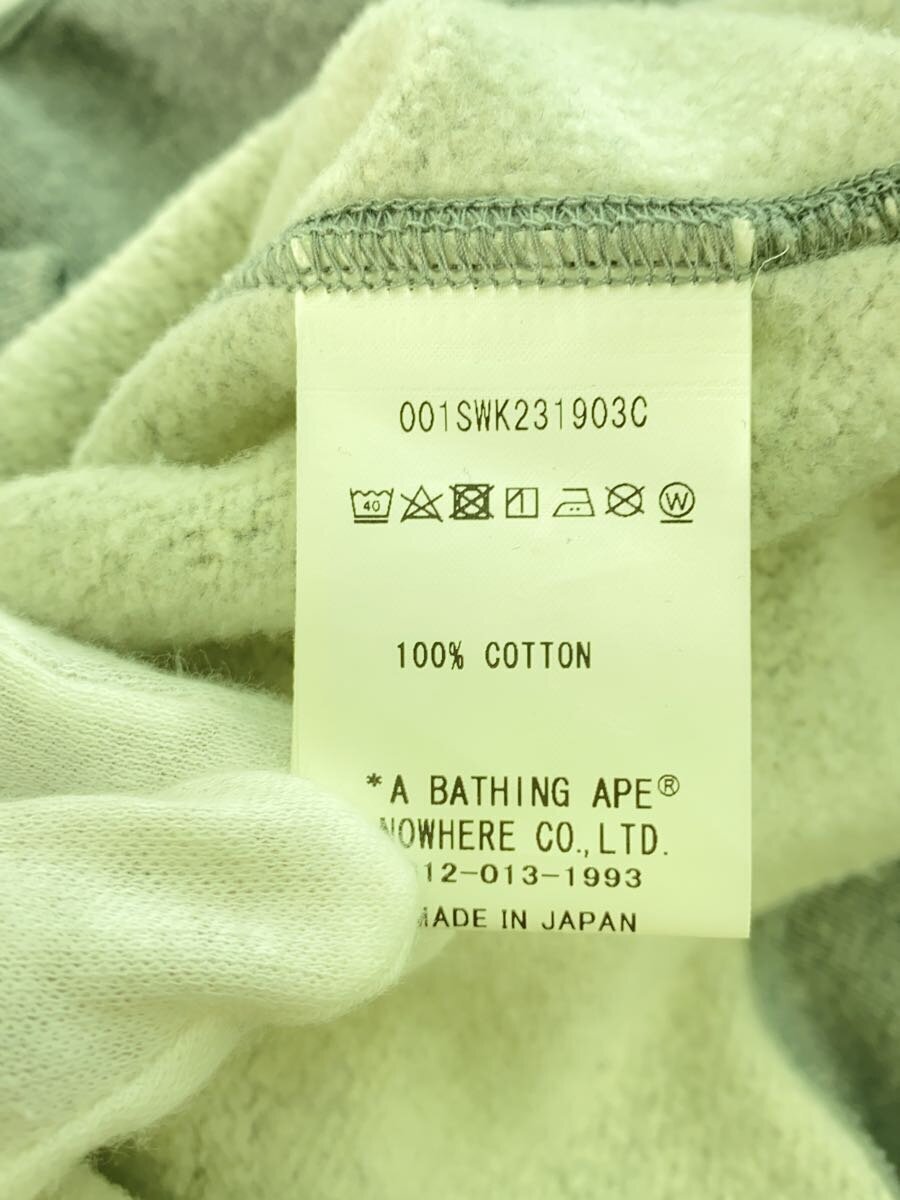 001SWK231903C
40 W
100% COTTON
*A BATHING APE®
NOWHERE CO.,LTD.
12-013-1993
MADE IN JAPAN